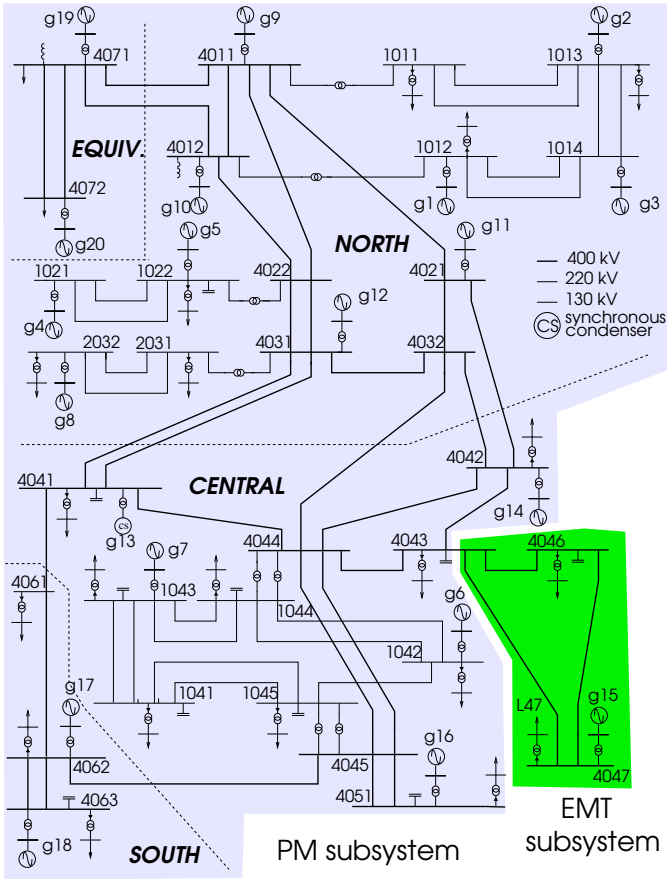 g19
g9
g2
4071
4011
1011
1013
EQUIV.
4012
1012
1014
4072
g10
g1
g3
g20
g5
NORTH
g11
1021
1022
4022
4021
400 kV
220 kV
130 kV
CS synchronous
condenser
g12
g4
2032
2031
4031
4032
g8
4042
4041
CENTRAL
g14
CS
g13
g7
4044
4043
4046
4061
1043
1044
g6
1042
g17
1041
1045
L47
g15
g16
4062
4045
4047
4063
4051
g18
SOUTH
PM subsystem
EMT
subsystem